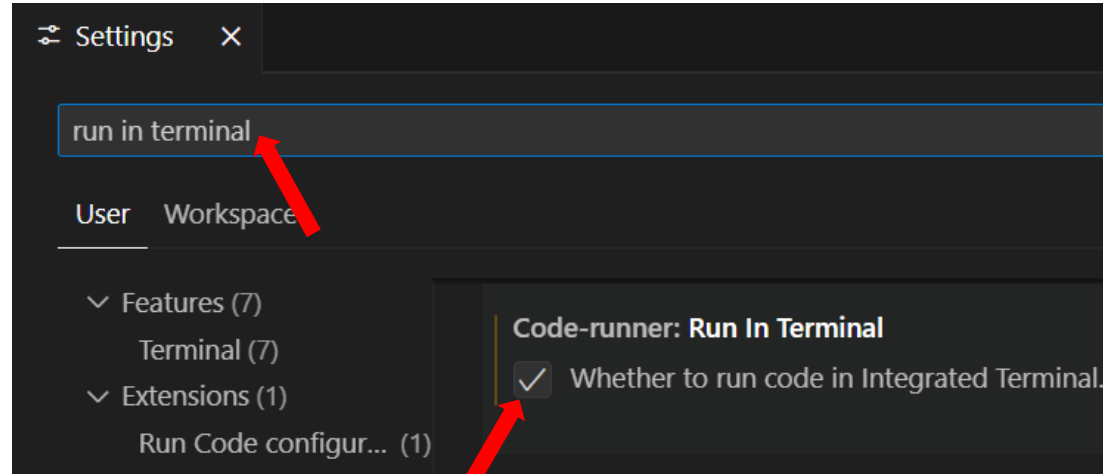 Settings
run in terminal
User Workspace
Features (7)
Terminal (7)
Extensions (1)
Run Code configur... (1)
Code-runner: Run In Terminal
Whether to run code in Integrated Terminal.